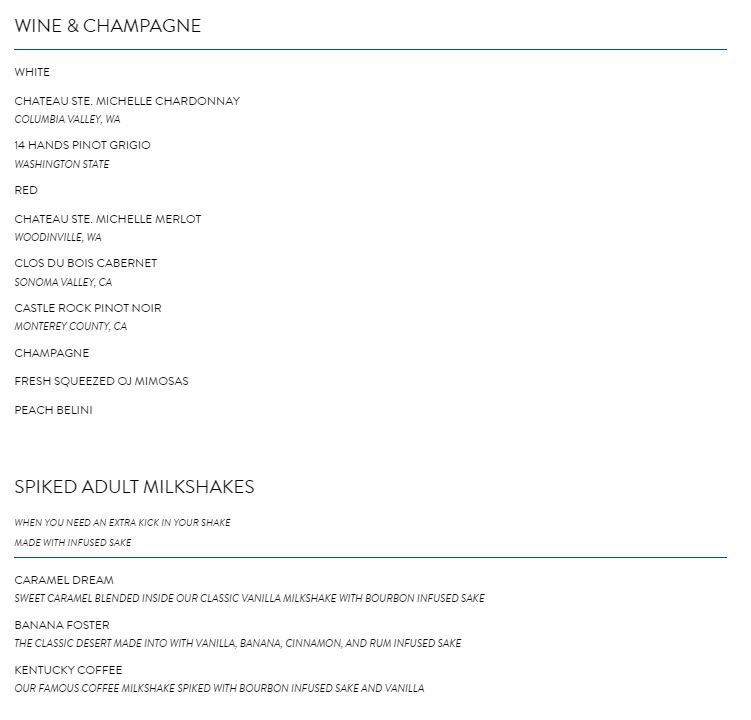 WINE & CHAMPAGNE
WHITE
CHATEAU STE. MICHELLE CHARDONNAY
COLUMBIA VALLEY, WA
14 HANDS PINOT GRIGIO
WASHINGTON STATE
RED
CHATEAU STE. MICHELLE MERLOT
WOODINVILLE, WA
CLOS DU BOIS CABERNET
SONOMA VALLEY, CA
CASTLE ROCK PINOT NOIR
MONTEREY COUNTY, CA
CHAMPAGNE
FRESH SQUEEZED OJ MIMOSAS
PEACH BELINI
SPIKED ADULT MILKSHAKES
WHEN YOU NEED AN EXTRA KICK IN YOUR SHAKE
MADE WITH INFUSED SAKE
CARAMEL DREAM
SWEET CARAMEL BLENDED INSIDE OUR CLASSIC VANILLA MILKSHAKE WITH BOURBON INFUSED SAKE
BANANA FOSTER
THE CLASSIC DESERT MADE INTO WITH VANILLA, BANANA, CINNAMON, AND RUM INFUSED SAKE
KENTUCKY COFFEE
OUR FAMOUS COFFEE MILKSHAKE SPIKED WITH BOURBON INFUSED SAKE AND VANILLA